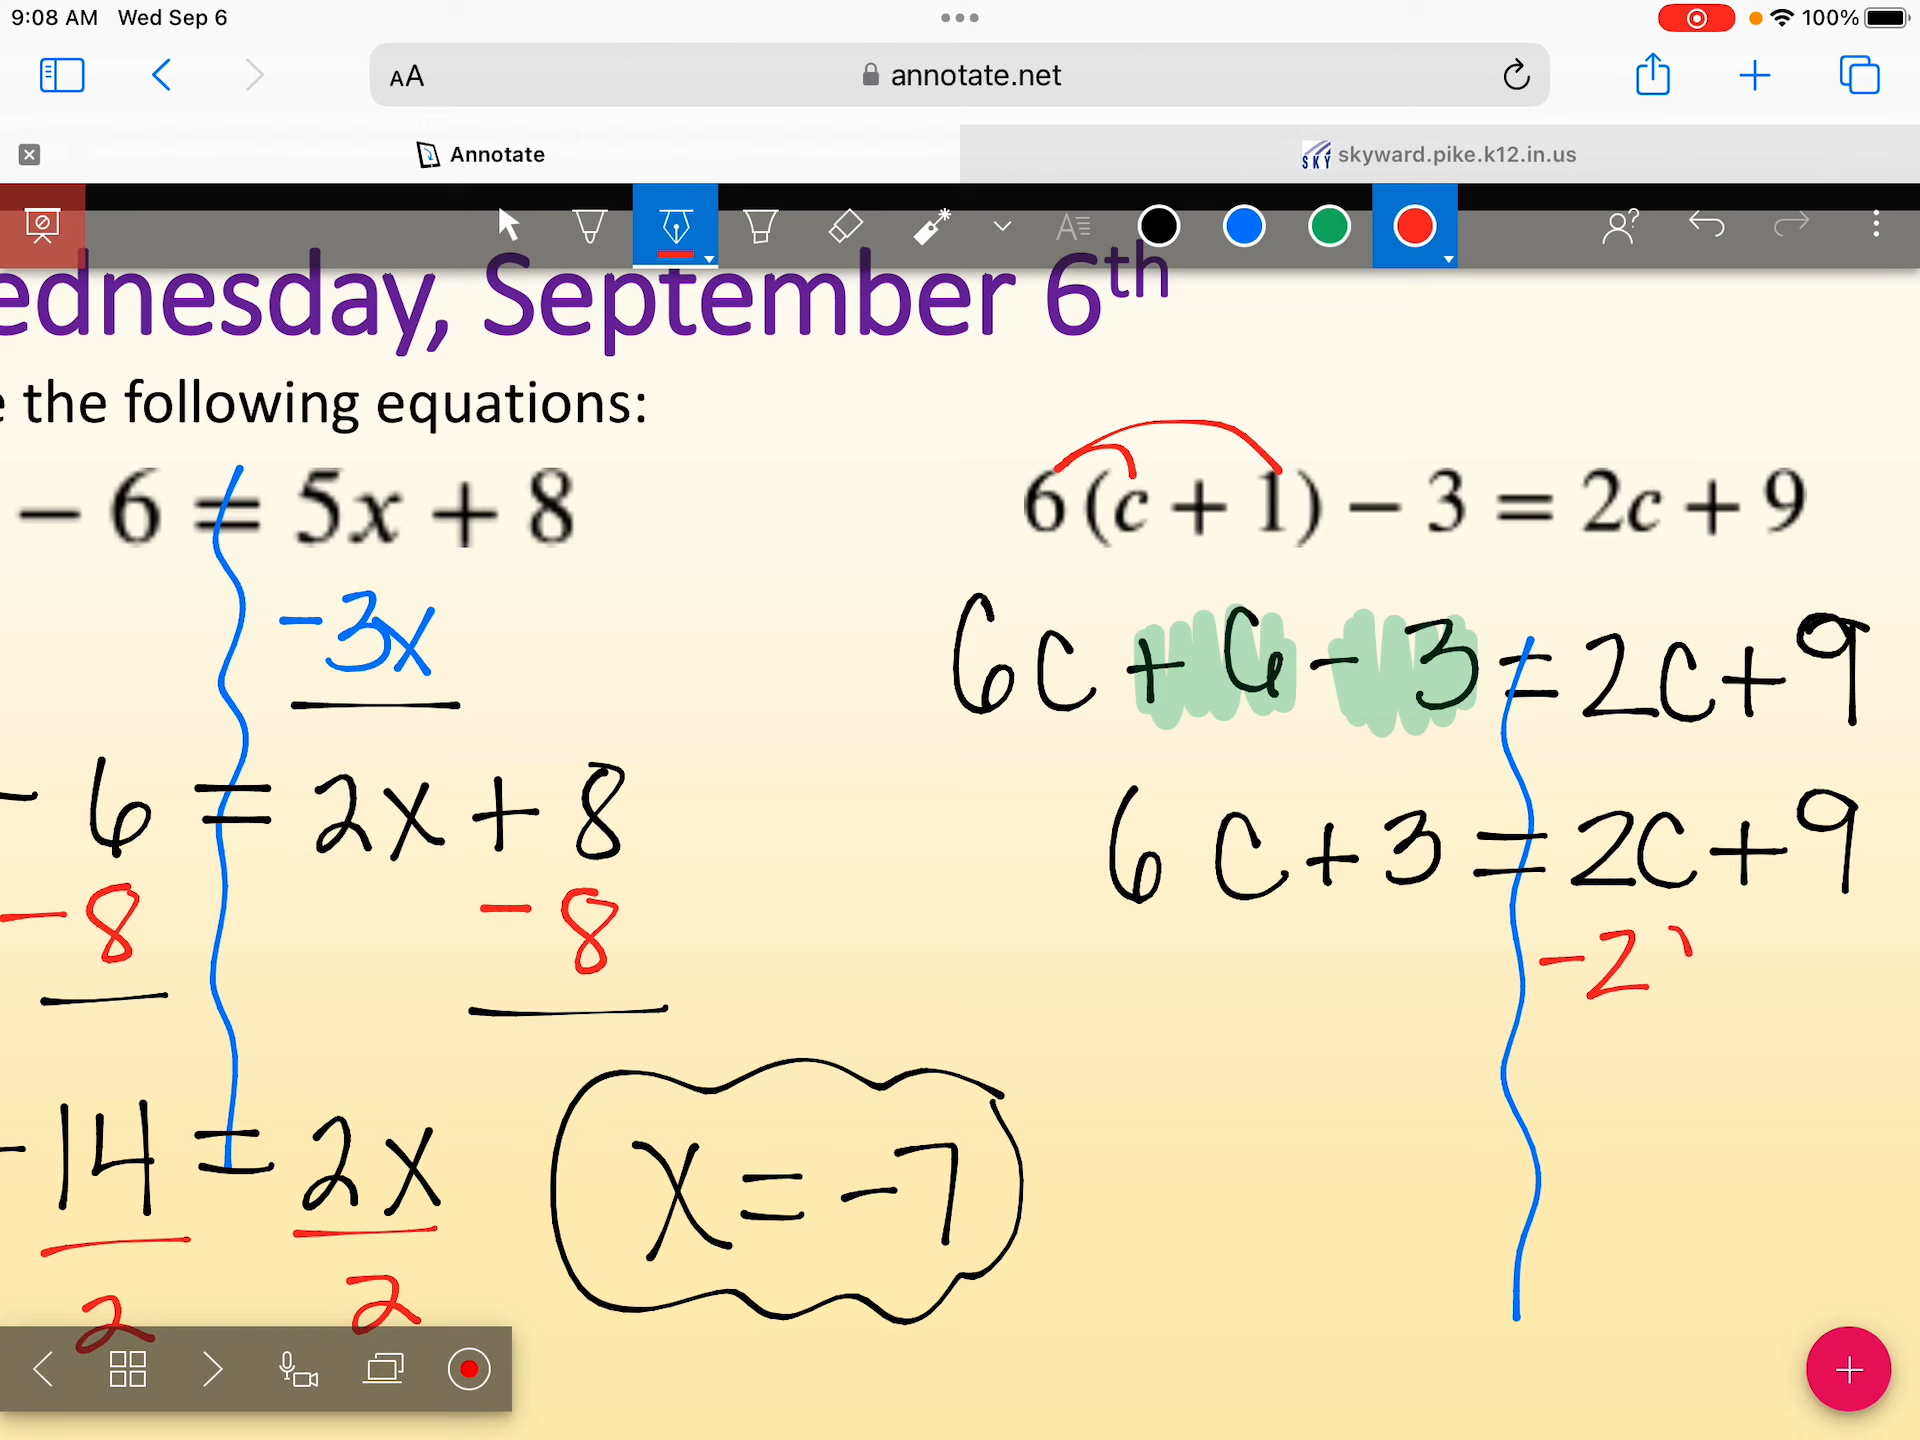 9:08 AM Wed Sep 6
100%
AA annotate.net
Annotate
SKY skyward.pike.k12.in.us
ednesday, September 6th
e the following equations:
− 6 = 5x + 8
-3x
- 6 = 2x + 8
-8 -8
-14 = 2x
2 2
x = -7
6(c + 1) − 3 = 2c + 9
6c + 6 - 3 = 2c + 9
6c + 3 = 2c + 9
-2